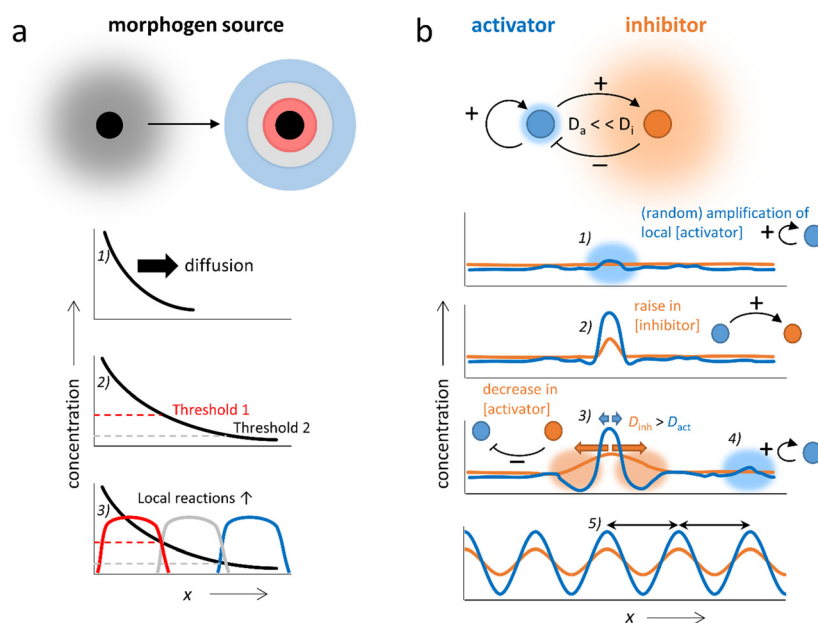 a
morphogen source
1)
diffusion
2)
Threshold 1
Threshold 2
3)
Local reactions ↑
concentration
x
b
activator
inhibitor
+
+
Da << Di
−
1)
(random) amplification of
local [activator]
+
2)
raise in
[inhibitor]
+
decrease in
[activator]
−
3)
Dinh > Dact
4)
+
5)
concentration
x